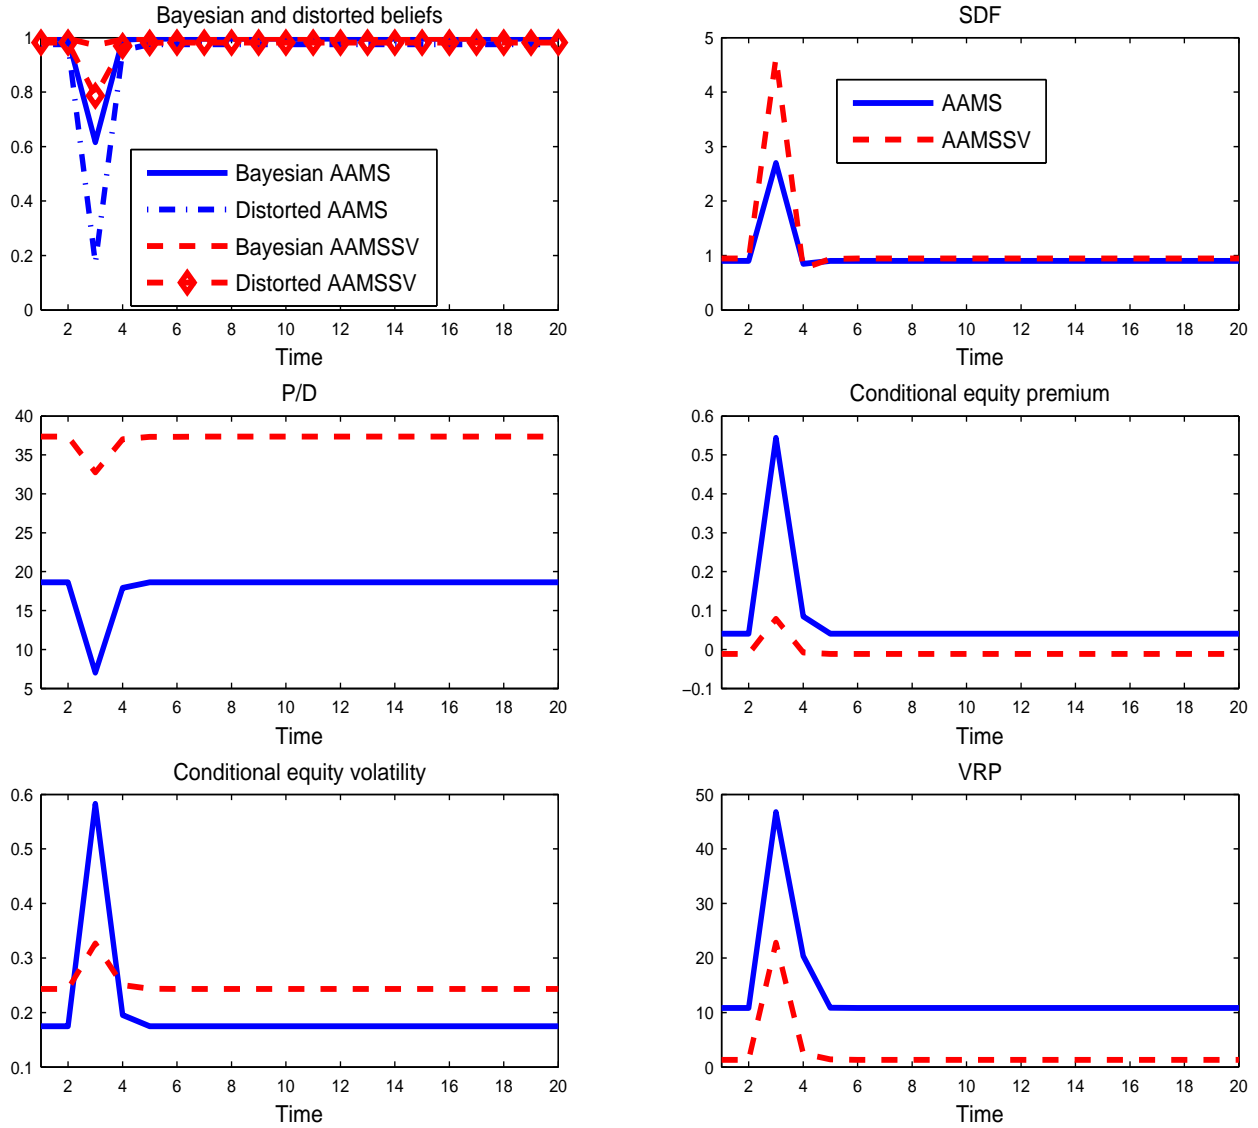 Bayesian and distorted beliefs
1
0.8
0.6
0.4
0.2
0
Bayesian AAMS
Distorted AAMS
Bayesian AAMSSV
Distorted AAMSSV
2 4 6 8 10 12 14 16 18 20
Time
SDF
5
4
3
2
1
0
AAMS
AAMSSV
2 4 6 8 10 12 14 16 18 20
Time
P/D
40
35
30
25
20
15
10
5
2 4 6 8 10 12 14 16 18 20
Time
Conditional equity premium
0.6
0.5
0.4
0.3
0.2
0.1
0
−0.1
2 4 6 8 10 12 14 16 18 20
Time
Conditional equity volatility
0.6
0.5
0.4
0.3
0.2
0.1
2 4 6 8 10 12 14 16 18 20
Time
VRP
50
40
30
20
10
0
2 4 6 8 10 12 14 16 18 20
Time